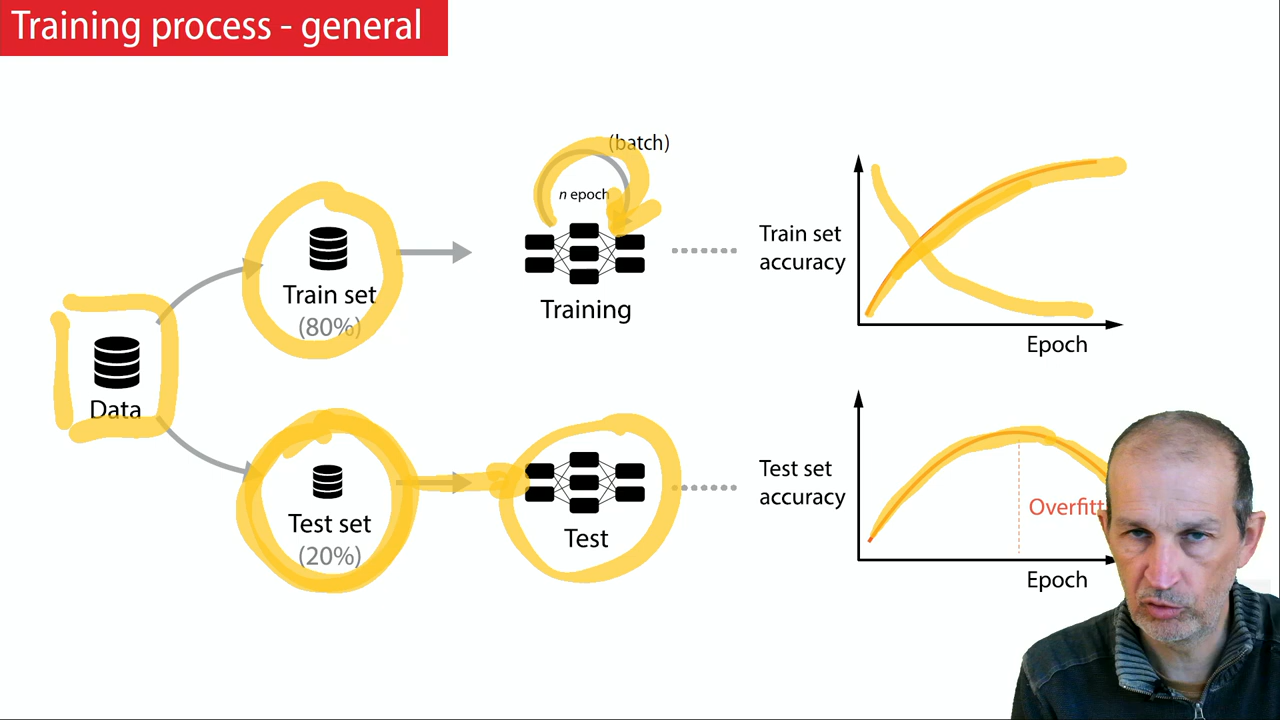 Training process - general
(batch)
n epoch
Train set
(80%)
Training
Train set
accuracy
Epoch
Data
Test set
(20%)
Test
Test set
accuracy
Overfitt
Epoch